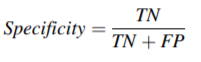 Specificity = TN / TN + FP